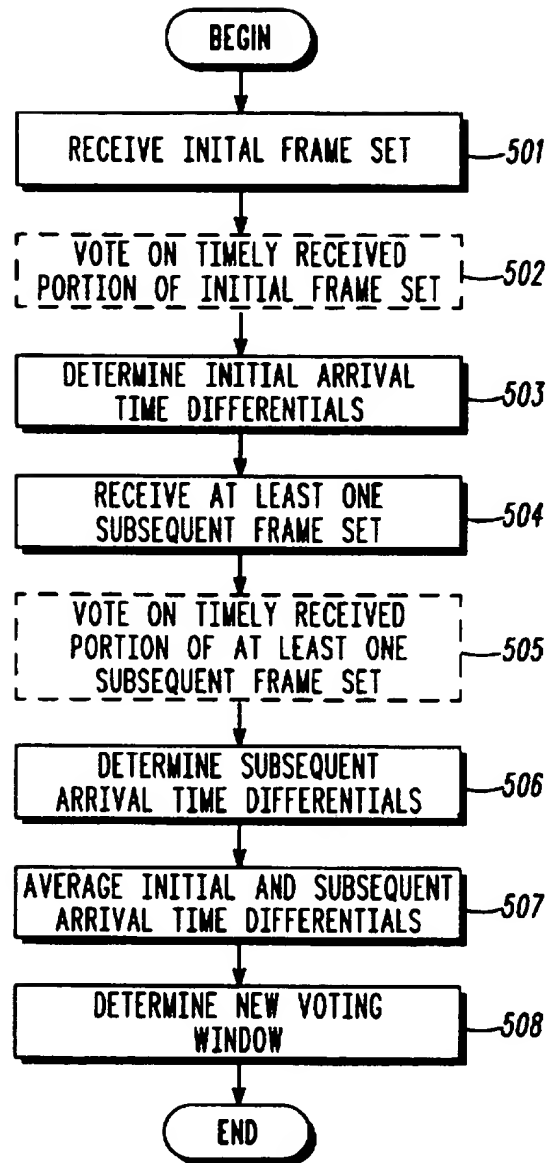 BEGIN
RECEIVE INITAL FRAME SET
501
VOTE ON TIMELY RECEIVED
PORTION OF INITIAL FRAME SET
502
DETERMINE INITIAL ARRIVAL
TIME DIFFERENTIALS
503
RECEIVE AT LEAST ONE
SUBSEQUENT FRAME SET
504
VOTE ON TIMELY RECEIVED
PORTION OF AT LEAST ONE
SUBSEQUENT FRAME SET
505
DETERMINE SUBSEQUENT
ARRIVAL TIME DIFFERENTIALS
506
AVERAGE INITIAL AND SUBSEQUENT
ARRIVAL TIME DIFFERENTIALS
507
DETERMINE NEW VOTING
WINDOW
508
END